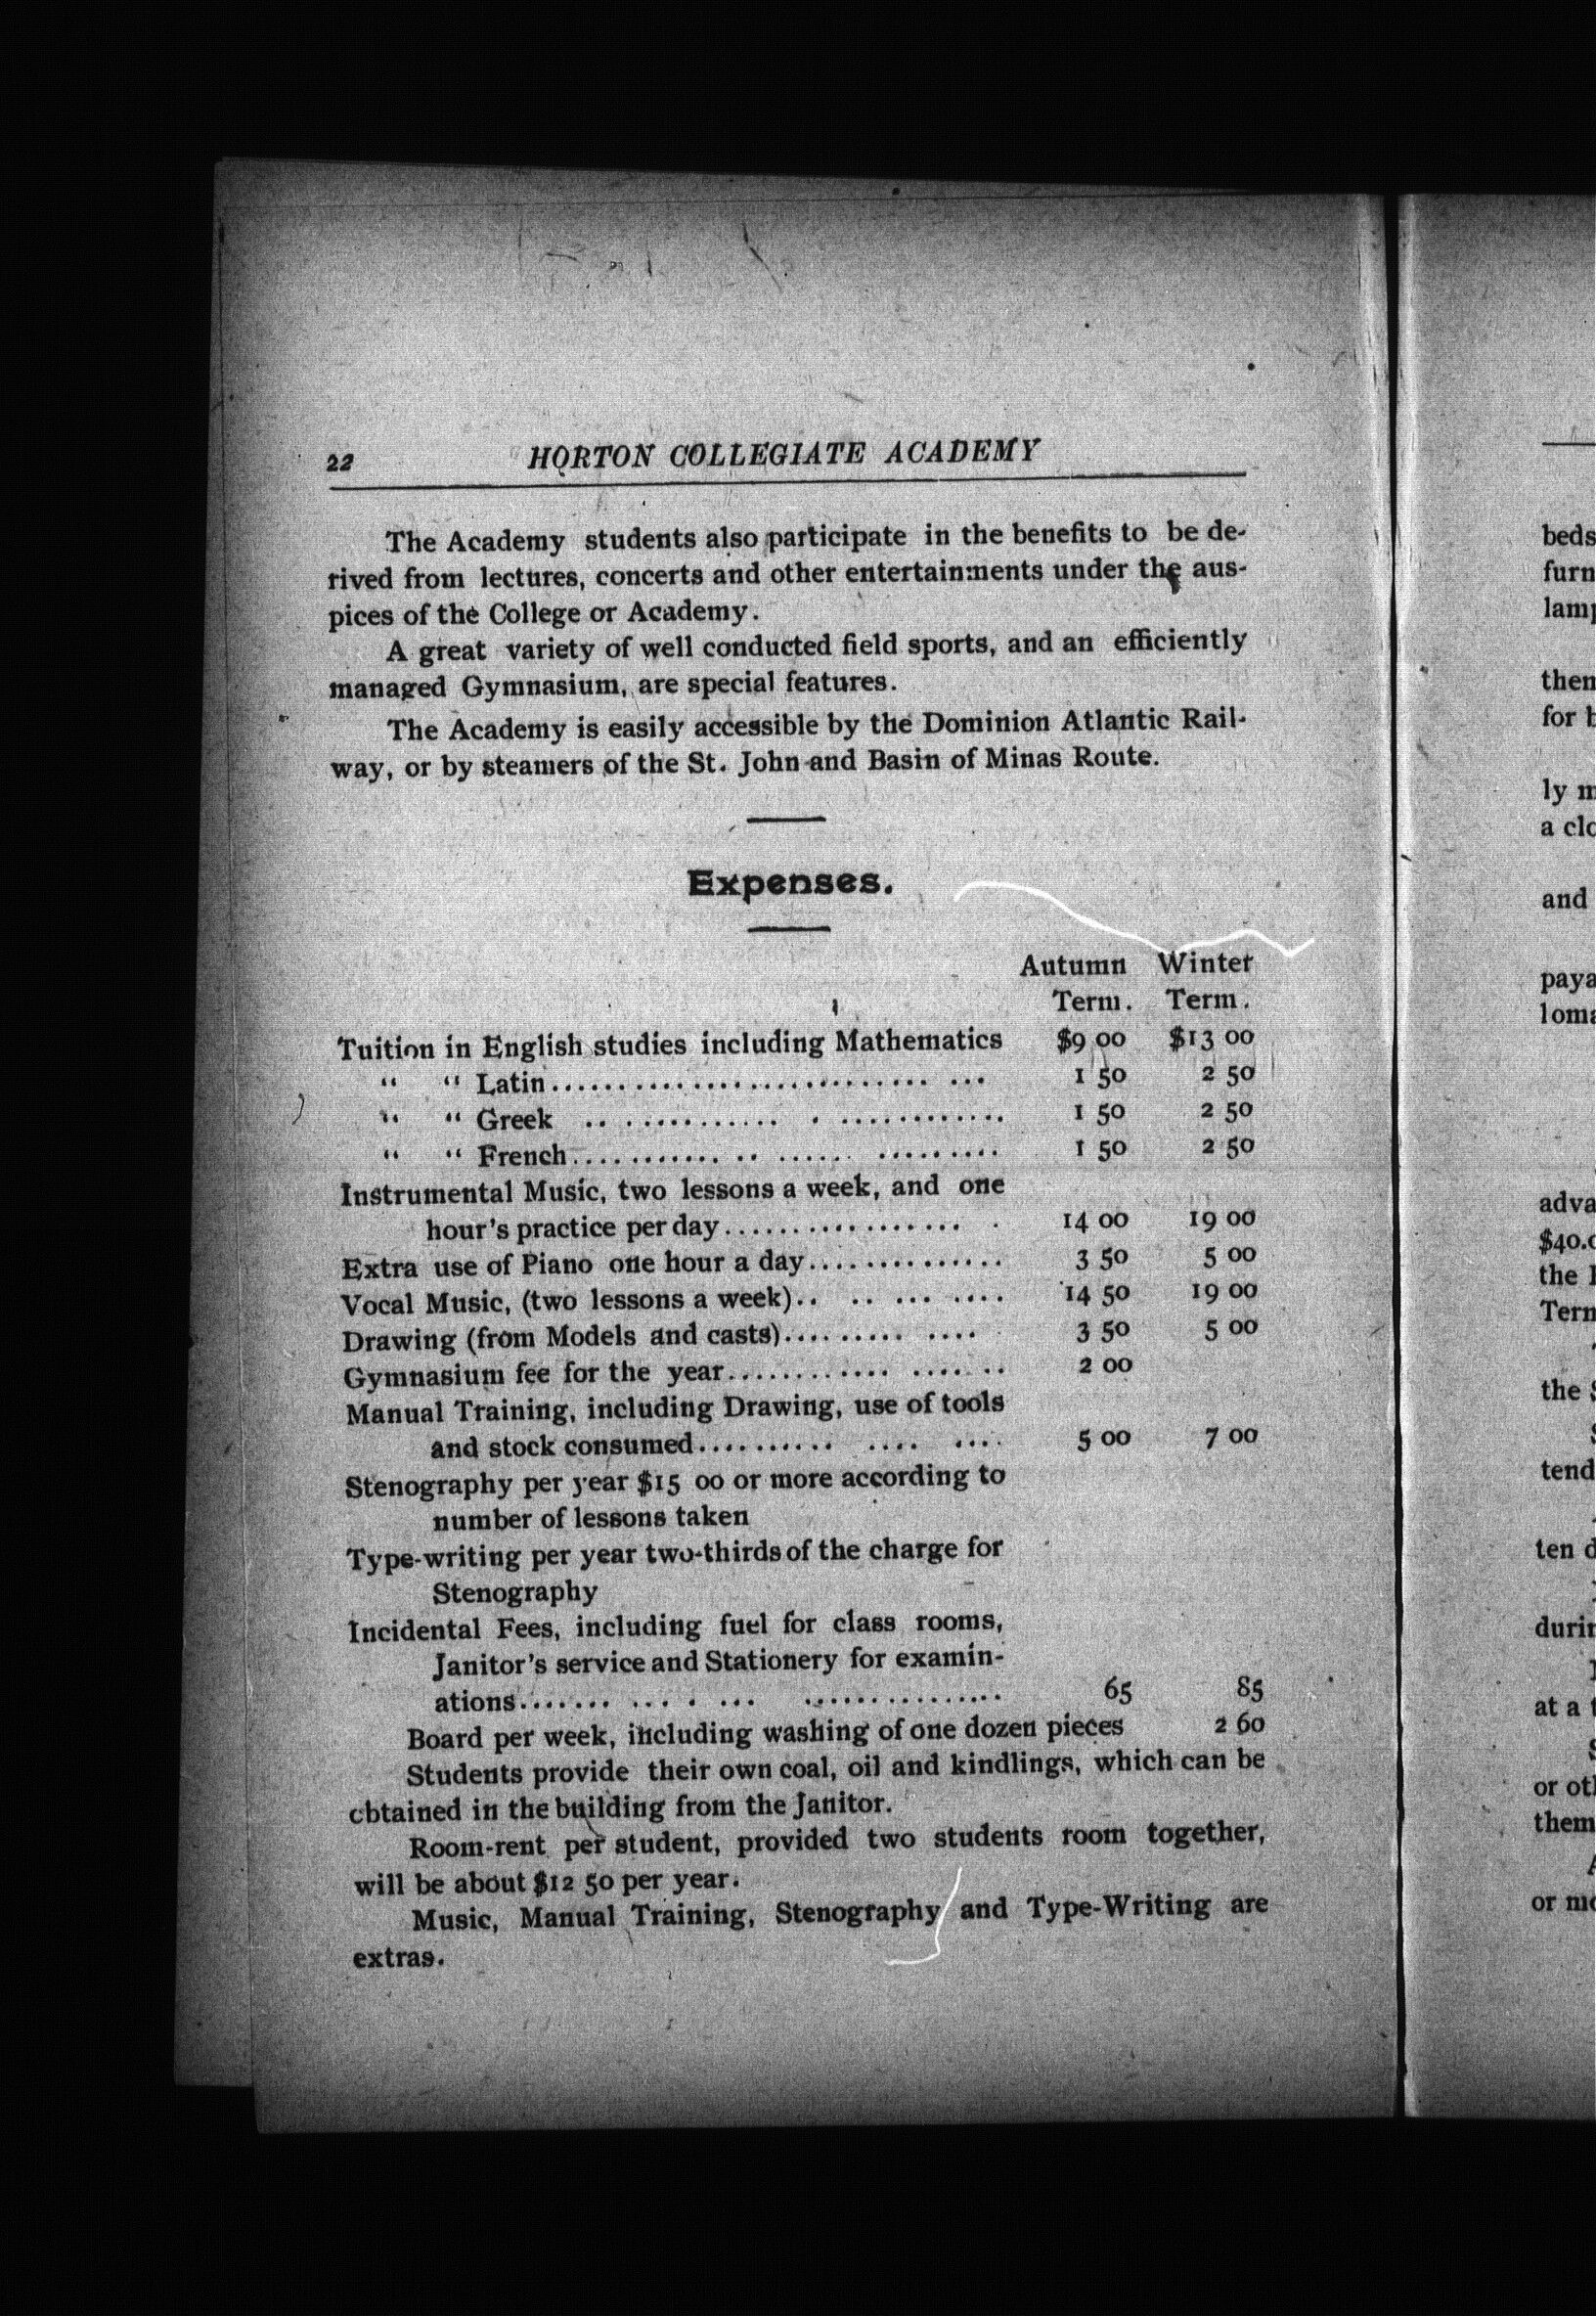 22 HORTON COLLEGIATE ACADEMY
The Academy students also participate in the benefits to be de-
rived from lectures, concerts and other entertainments under the aus-
pices of the College or Academy.
A great variety of well conducted field sports, and an efficiently
managed Gymnasium, are special features.
The Academy is easily accessible by the Dominion Atlantic Rail-
way, or by steamers of the St. John and Basin of Minas Route.
Expenses.
Autumn Winter
Term. Term.
Tuition in English studies including Mathematics $9 00 $13 00
" " Latin.............................. ... 1 50 2 50
" " Greek .. ............ . ............ 1 50 2 50
" " French............ .. ...... ......... 1 50 2 50
Instrumental Music, two lessons a week, and one
hour's practice per day.................. . 14 00 19 00
Extra use of Piano one hour a day............... 3 50 5 00
Vocal Music, (two lessons a week).. .. ... .... 14 50 19 00
Drawing (from Models and casts).......... .... 3 50 5 00
Gymnasium fee for the year............ .... .. 2 00
Manual Training, including Drawing, use of tools
and stock consumed........... .... .... 5 00 7 00
Stenography per year $15 00 or more according to
number of lessons taken
Type-writing per year two-thirds of the charge for
Stenography
Incidental Fees, including fuel for class rooms,
Janitor's service and Stationery for examin-
ations....... ... . ... ............... 65 85
Board per week, including washing of one dozen pieces 2 60
Students provide their own coal, oil and kindlings, which can be
obtained in the building from the Janitor.
Room-rent per student, provided two students room together,
will be about $12 50 per year.
Music, Manual Training, Stenography and Type-Writing are
extras.
beds
furn
lam
them
for
ly
a
and
paya
loma
adva
the
Term
the
tend
ten
durin
at a
or
them
or